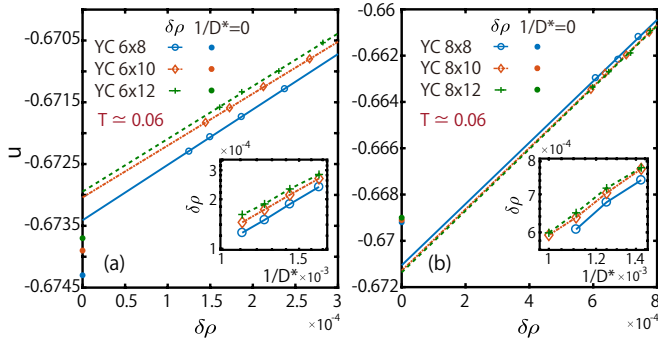 δρ 1/D*=0
YC 6x8
YC 6x10
YC 6x12
T ≃ 0.06
(a)
u
-0.6705
-0.6715
-0.6725
-0.6735
-0.6745
0 0.5 1 1.5 2 2.5 3
×10⁻⁴
δρ
×10⁻⁴
δρ
3
2
1
1 1.5
1/D* ×10⁻³
δρ 1/D*=0
YC 8x8
YC 8x10
YC 8x12
T ≃ 0.06
(b)
-0.66
-0.662
-0.664
-0.666
-0.668
-0.67
-0.672
0 2 4 6 8
×10⁻⁴
δρ
×10⁻⁴
δρ
8
7
6
1 1.2 1.4
1/D* ×10⁻³